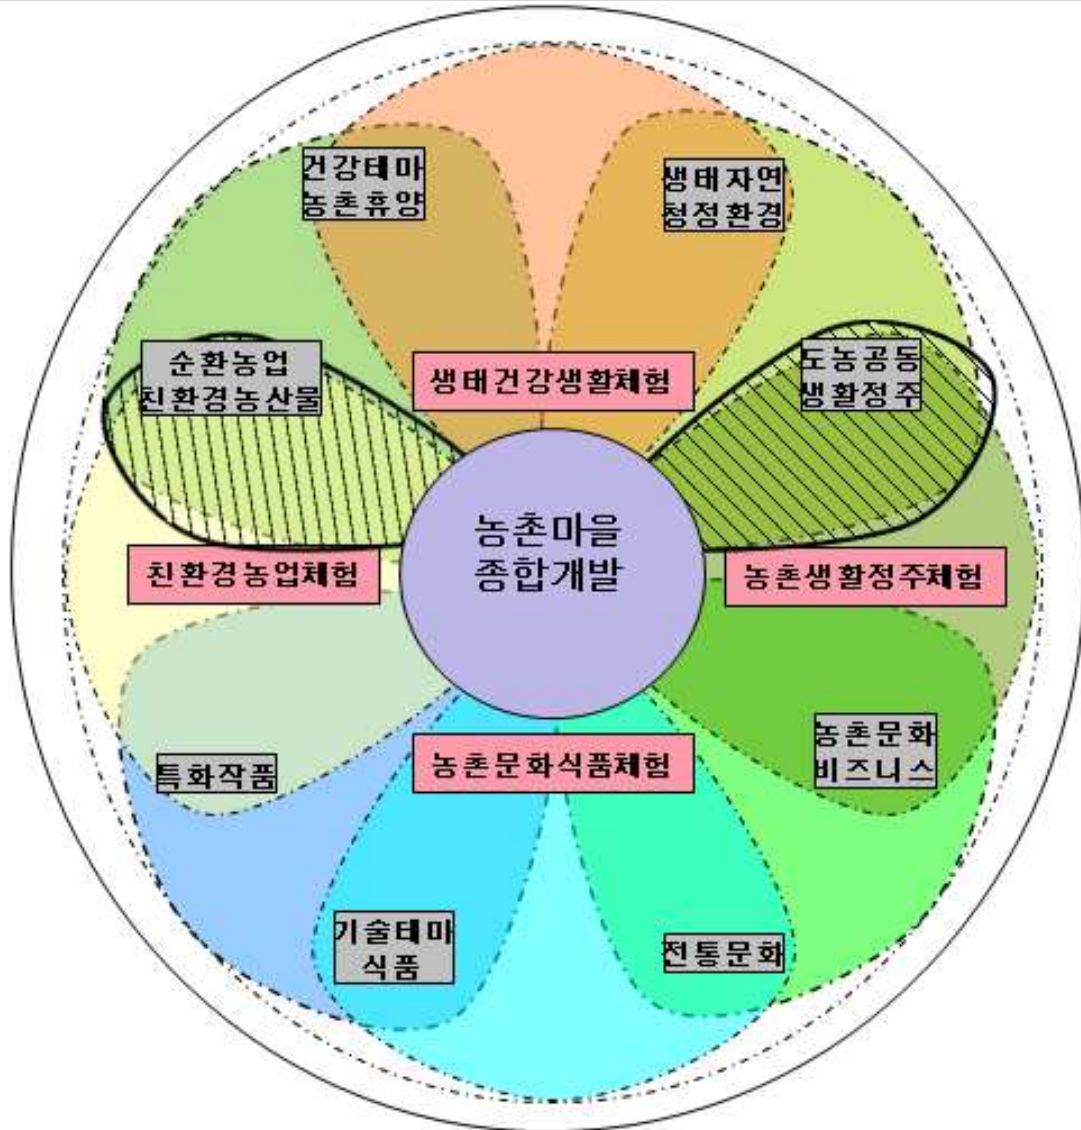 건강테마
농촌휴양
생태자연
청정환경
순환농업
친환경농산물
생태건강생활체험
도농공동
생활정주
농촌마을
종합개발
친환경농업체험
농촌생활정주체험
특화작품
농촌문화식품체험
농촌문화
비즈니스
기술테마
식품
전통문화